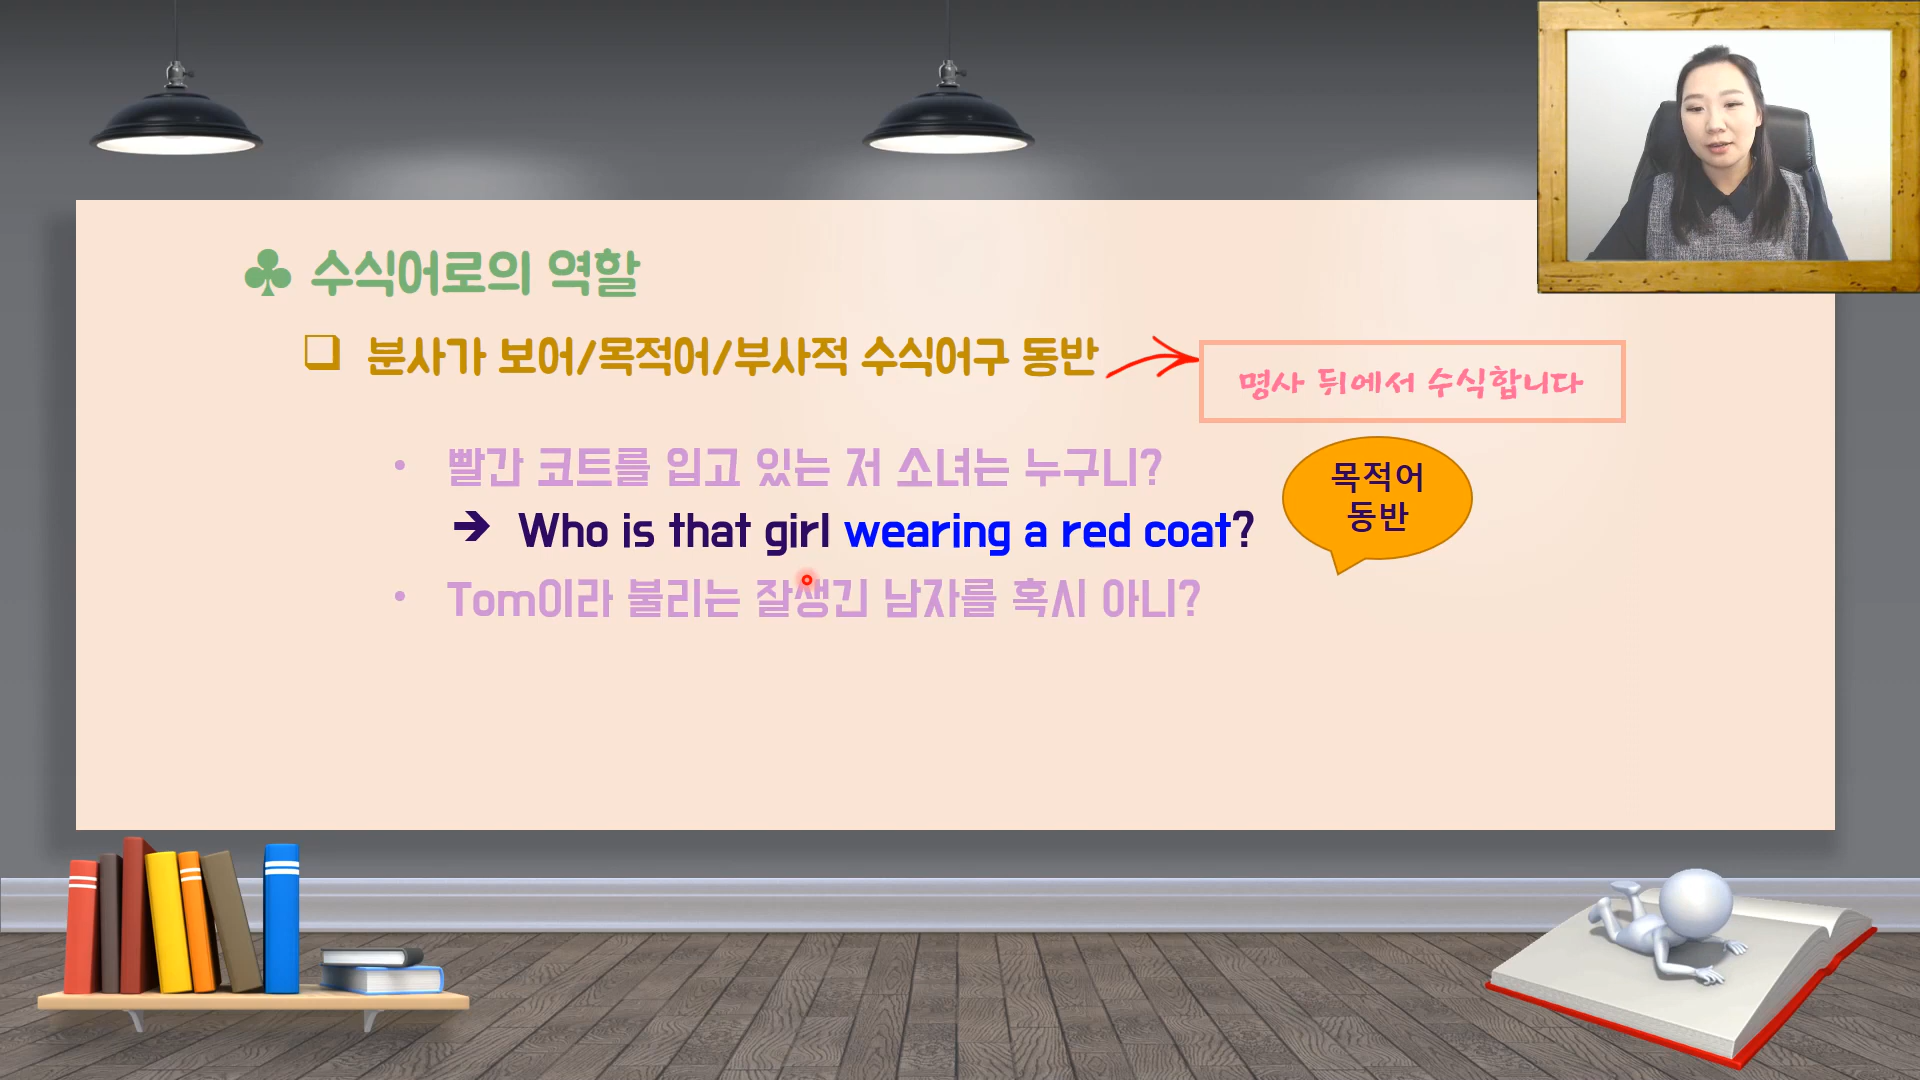 ♣ 수식어로의 역할
❑ 분사가 보어/목적어/부사적 수식어구 동반
명사 뒤에서 수식합니다
• 빨간 코트를 입고 있는 저 소녀는 누구니?
➔ Who is that girl wearing a red coat?
목적어
동반
• Tom이라 불리는 잘생긴 남자를 혹시 아니?